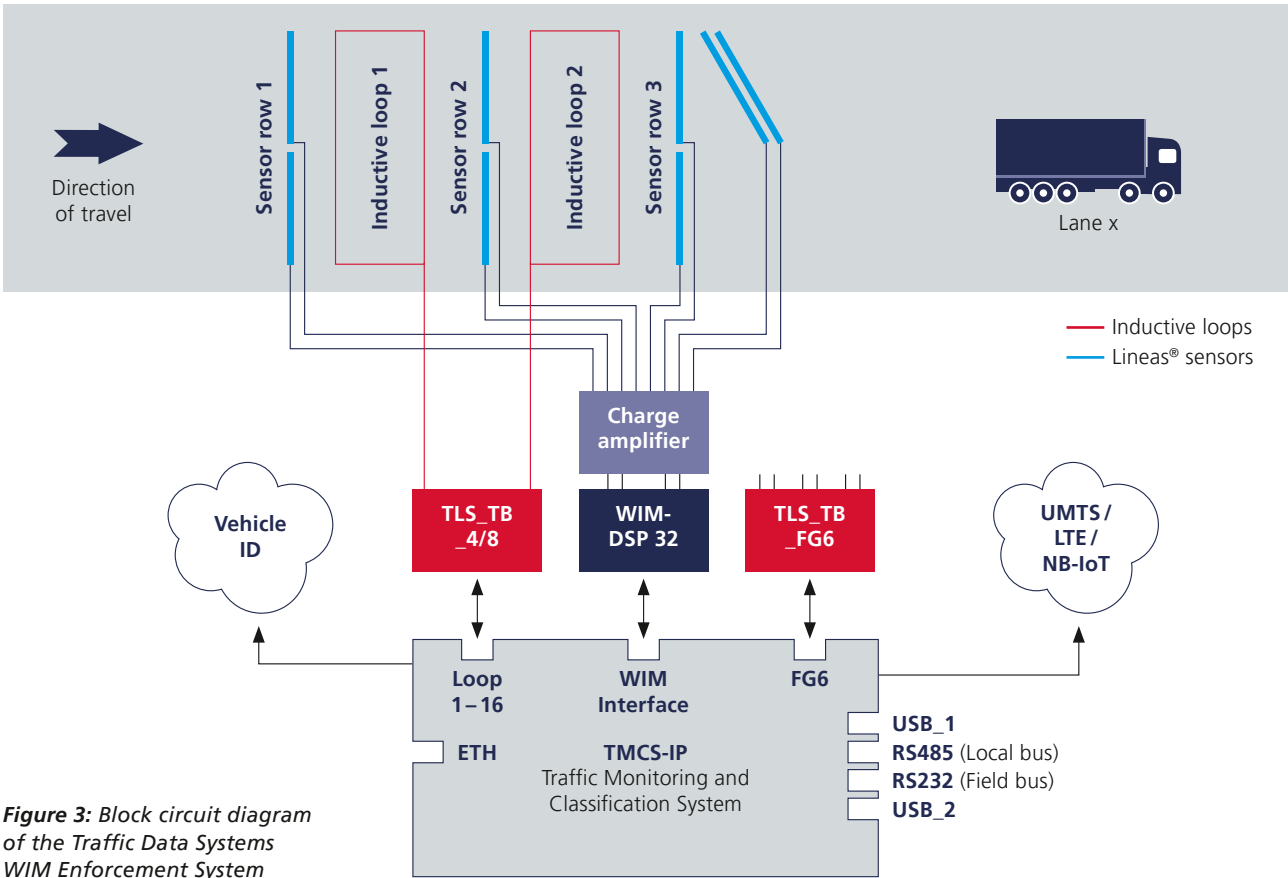 Sensor row 1
Inductive loop 1
Sensor row 2
Inductive loop 2
Sensor row 3
Direction
of travel
Lane x
Inductive loops
Lineas® sensors
Charge
amplifier
Vehicle
ID
TLS_TB
_4/8
WIM-
DSP 32
TLS_TB
_FG6
UMTS /
LTE /
NB-IoT
Loop
1–16
WIM
Interface
FG6
USB_1
ETH
TMCS-IP
Traffic Monitoring and
Classification System
RS485 (Local bus)
RS232 (Field bus)
USB_2
Figure 3: Block circuit diagram
of the Traffic Data Systems
WIM Enforcement System